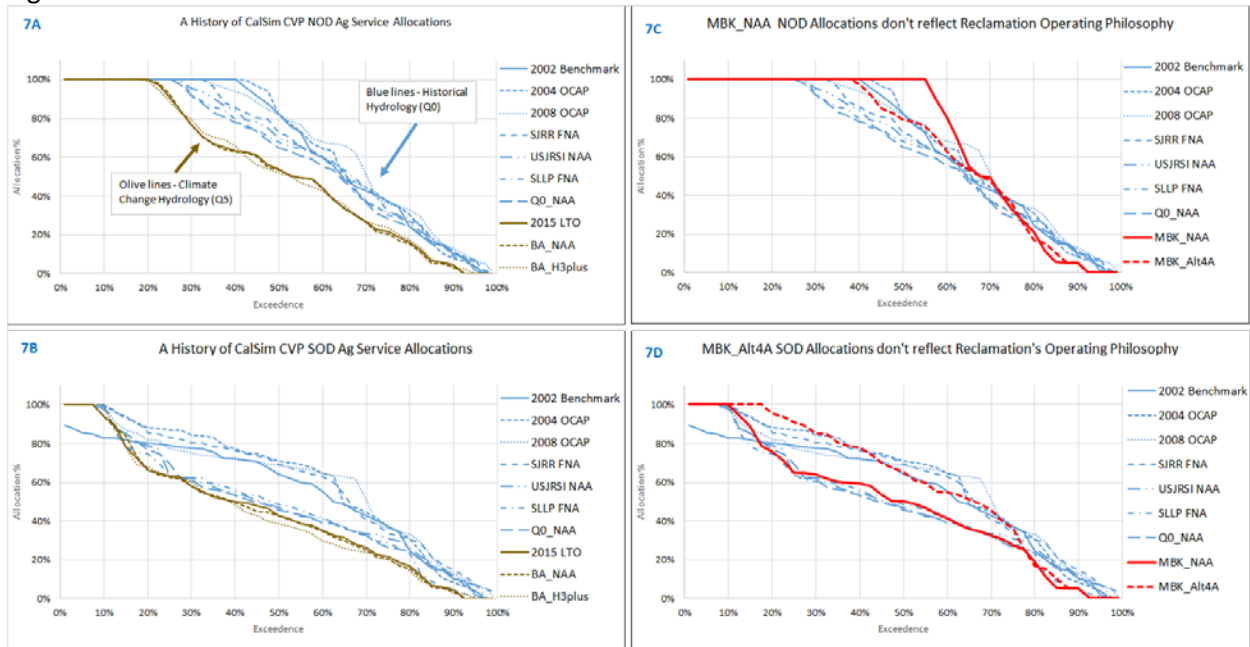 7A
A History of CalSim CVP NOD Ag Service Allocations
100%
80%
60%
40%
20%
0%
Allocation%
0% 10% 20% 30% 40% 50% 60% 70% 80% 90% 100%
Exceedence
Blue lines - Historical
Hydrology (Q0)
Olive lines - Climate
Change Hydrology (Q5)
2002 Benchmark
2004 OCAP
2008 OCAP
SJRR FNA
USJRSI NAA
SLLP FNA
Q0_NAA
2015 LTO
BA_NAA
BA_H3plus
7C
MBK_NAA NOD Allocations don't reflect Reclamation Operating Philosophy
100%
80%
60%
40%
20%
0%
Allocation%
0% 10% 20% 30% 40% 50% 60% 70% 80% 90% 100%
Exceedence
2002 Benchmark
2004 OCAP
2008 OCAP
SJRR FNA
USJRSI NAA
SLLP FNA
Q0_NAA
MBK_NAA
MBK_Alt4A
7B
A History of CalSim CVP SOD Ag Service Allocations
100%
80%
60%
40%
20%
0%
Allocation%
0% 10% 20% 30% 40% 50% 60% 70% 80% 90% 100%
Exceedence
2002 Benchmark
2004 OCAP
2008 OCAP
SJRR FNA
USJRSI NAA
SLLP FNA
Q0_NAA
2015 LTO
BA_NAA
BA_H3plus
7D
MBK_Alt4A SOD Allocations don't reflect Reclamation's Operating Philosophy
100%
80%
60%
40%
20%
0%
Allocation%
0% 10% 20% 30% 40% 50% 60% 70% 80% 90% 100%
Exceedence
2002 Benchmark
2004 OCAP
2008 OCAP
SJRR FNA
USJRSI NAA
SLLP FNA
Q0_NAA
MBK_NAA
MBK_Alt4A